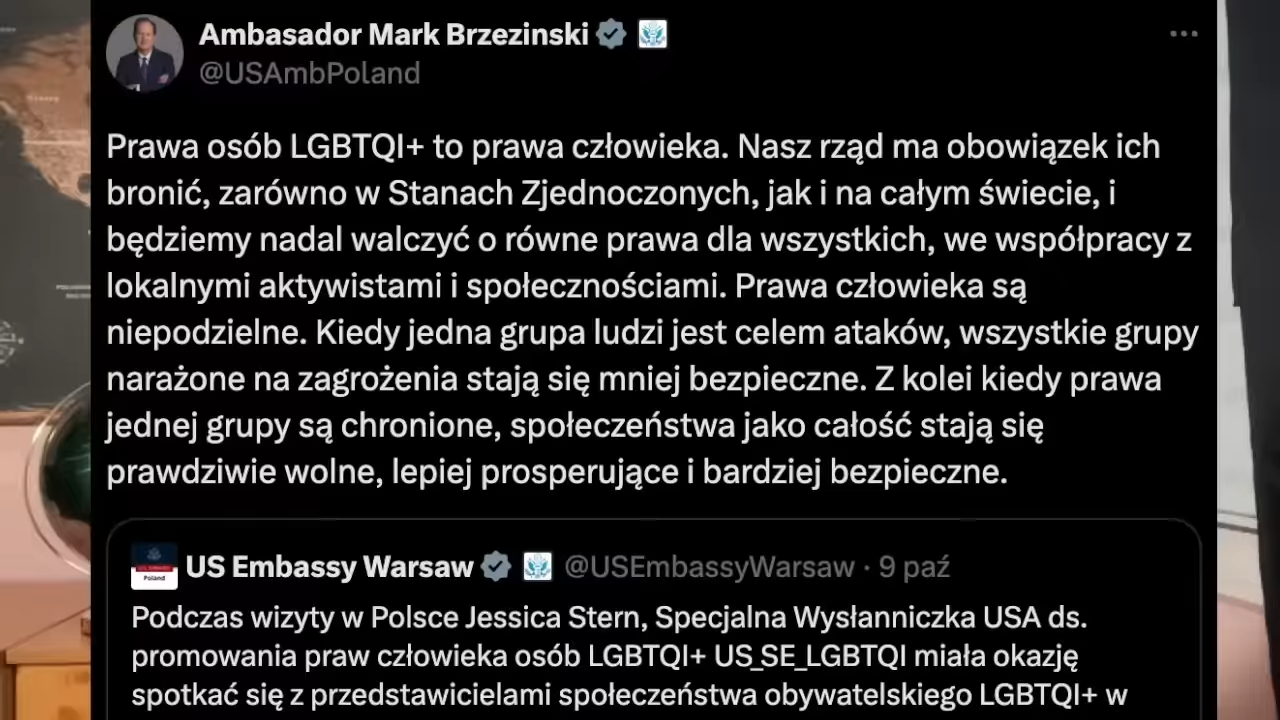 Ambasador Mark Brzezinski
@USAmbPoland
Prawa osób LGBTQI+ to prawa człowieka. Nasz rząd ma obowiązek ich
bronić, zarówno w Stanach Zjednoczonych, jak i na całym świecie, i
będziemy nadal walczyć o równe prawa dla wszystkich, we współpracy z
lokalnymi aktywistami i społecznościami. Prawa człowieka są
niepodzielne. Kiedy jedna grupa ludzi jest celem ataków, wszystkie grupy
narażone na zagrożenia stają się mniej bezpieczne. Z kolei kiedy prawa
jednej grupy są chronione, społeczeństwa jako całość stają się
prawdziwie wolne, lepiej prosperujące i bardziej bezpieczne.
US Embassy Warsaw @USEmbassyWarsaw · 9 paź
Poland
Podczas wizyty w Polsce Jessica Stern, Specjalna Wysłanniczka USA ds.
promowania praw człowieka osób LGBTQI+ US_SE_LGBTQI miała okazję
spotkać się z przedstawicielami społeczeństwa obywatelskiego LGBTQI+ w